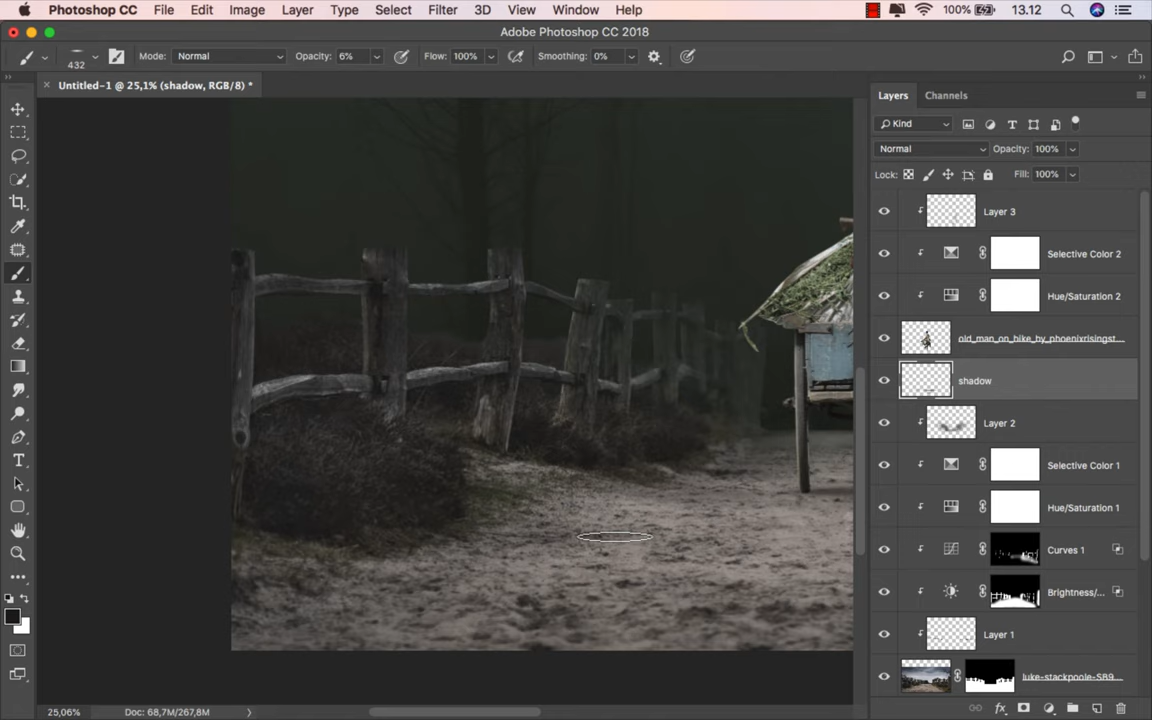 Photoshop CC File Edit Image Layer Type Select Filter 3D View Window Help 100% 13.12
Adobe Photoshop CC 2018
432 Mode: Normal Opacity: 6% Flow: 100% Smoothing: 0%
Untitled-1 @ 25,1% (shadow, RGB/8) *
Layers Channels
Kind
Normal Opacity: 100%
Lock: Fill: 100%
Layer 3
Selective Color 2
Hue/Saturation 2
old_man_on_bike_by_phoenixrisingst...
shadow
Layer 2
Selective Color 1
Hue/Saturation 1
Curves 1
Brightness/...
Layer 1
luke-stackpoole-SB9...
25,06% Doc: 68,7M/267,8M